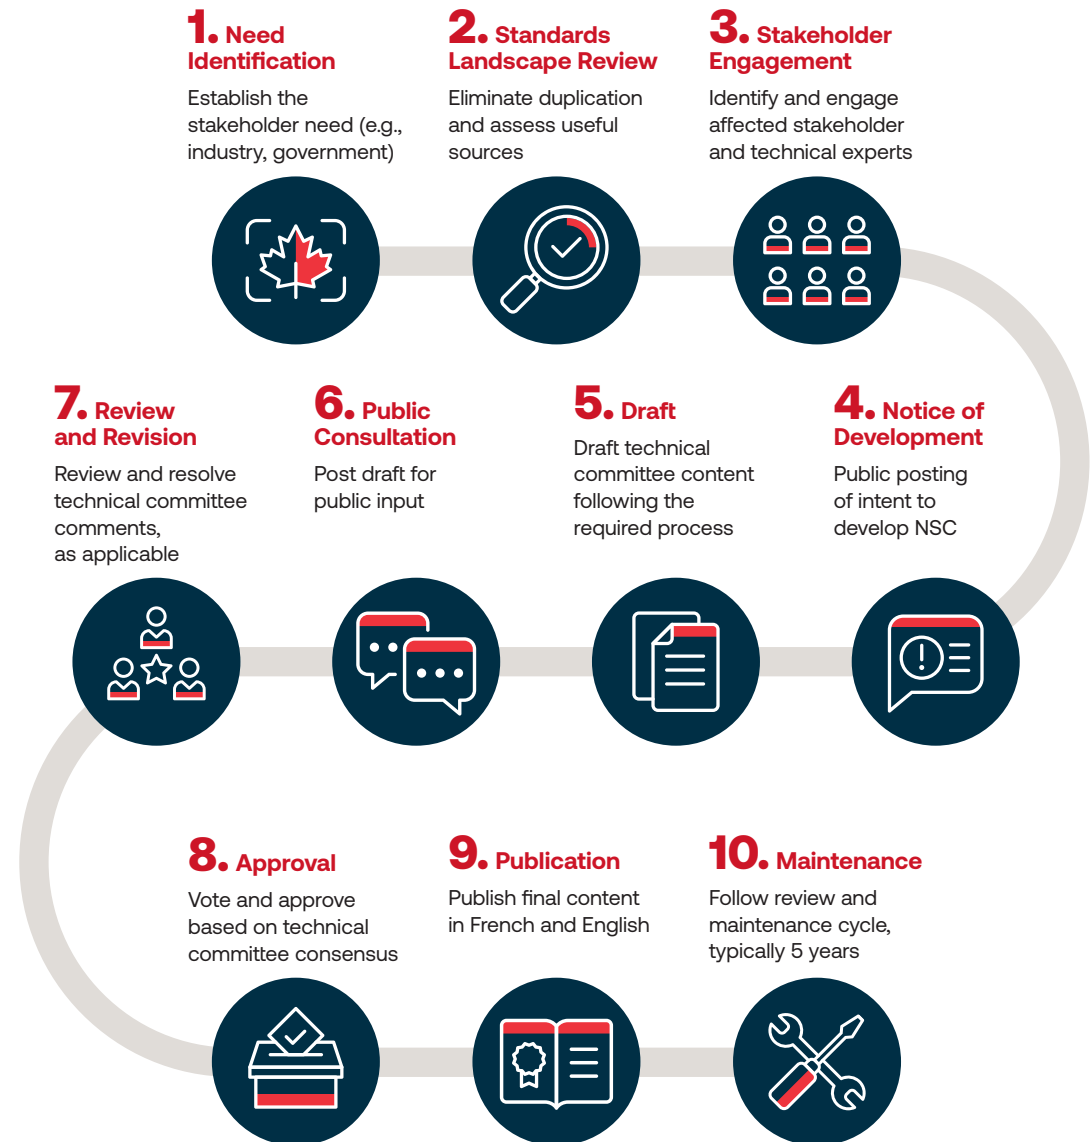 1. Need
Identification
Establish the
stakeholder need (e.g.,
industry, government)
2. Standards
Landscape Review
Eliminate duplication
and assess useful
sources
3. Stakeholder
Engagement
Identify and engage
affected stakeholder
and technical experts
4. Notice of
Development
Public posting
of intent to
develop NSC
5. Draft
Draft technical
committee content
following the
required process
6. Public
Consultation
Post draft for
public input
7. Review
and Revision
Review and resolve
technical committee
comments,
as applicable
8. Approval
Vote and approve
based on technical
committee consensus
9. Publication
Publish final content
in French and English
10. Maintenance
Follow review and
maintenance cycle,
typically 5 years